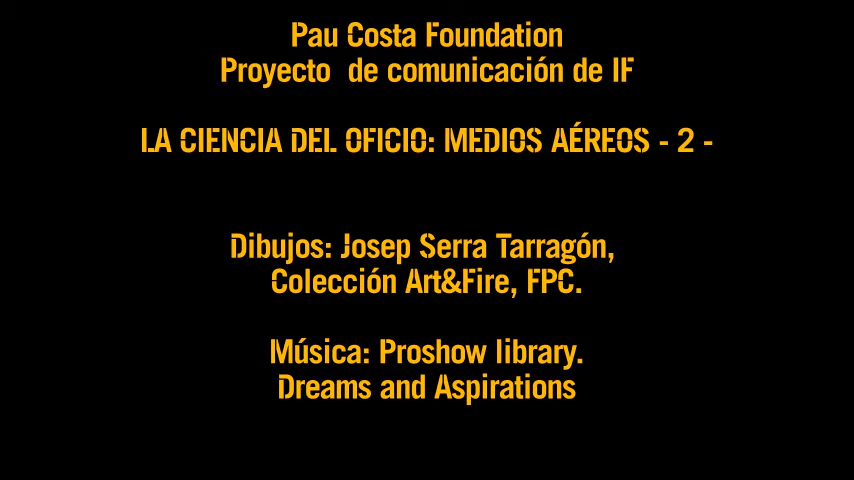 Pau Costa Foundation
Proyecto de comunicación de IF
LA CIENCIA DEL OFICIO: MEDIOS AÉREOS - 2 -
Dibujos: Josep Serra Tarragón,
Colección Art&Fire, FPC.
Música: Proshow library.
Dreams and Aspirations